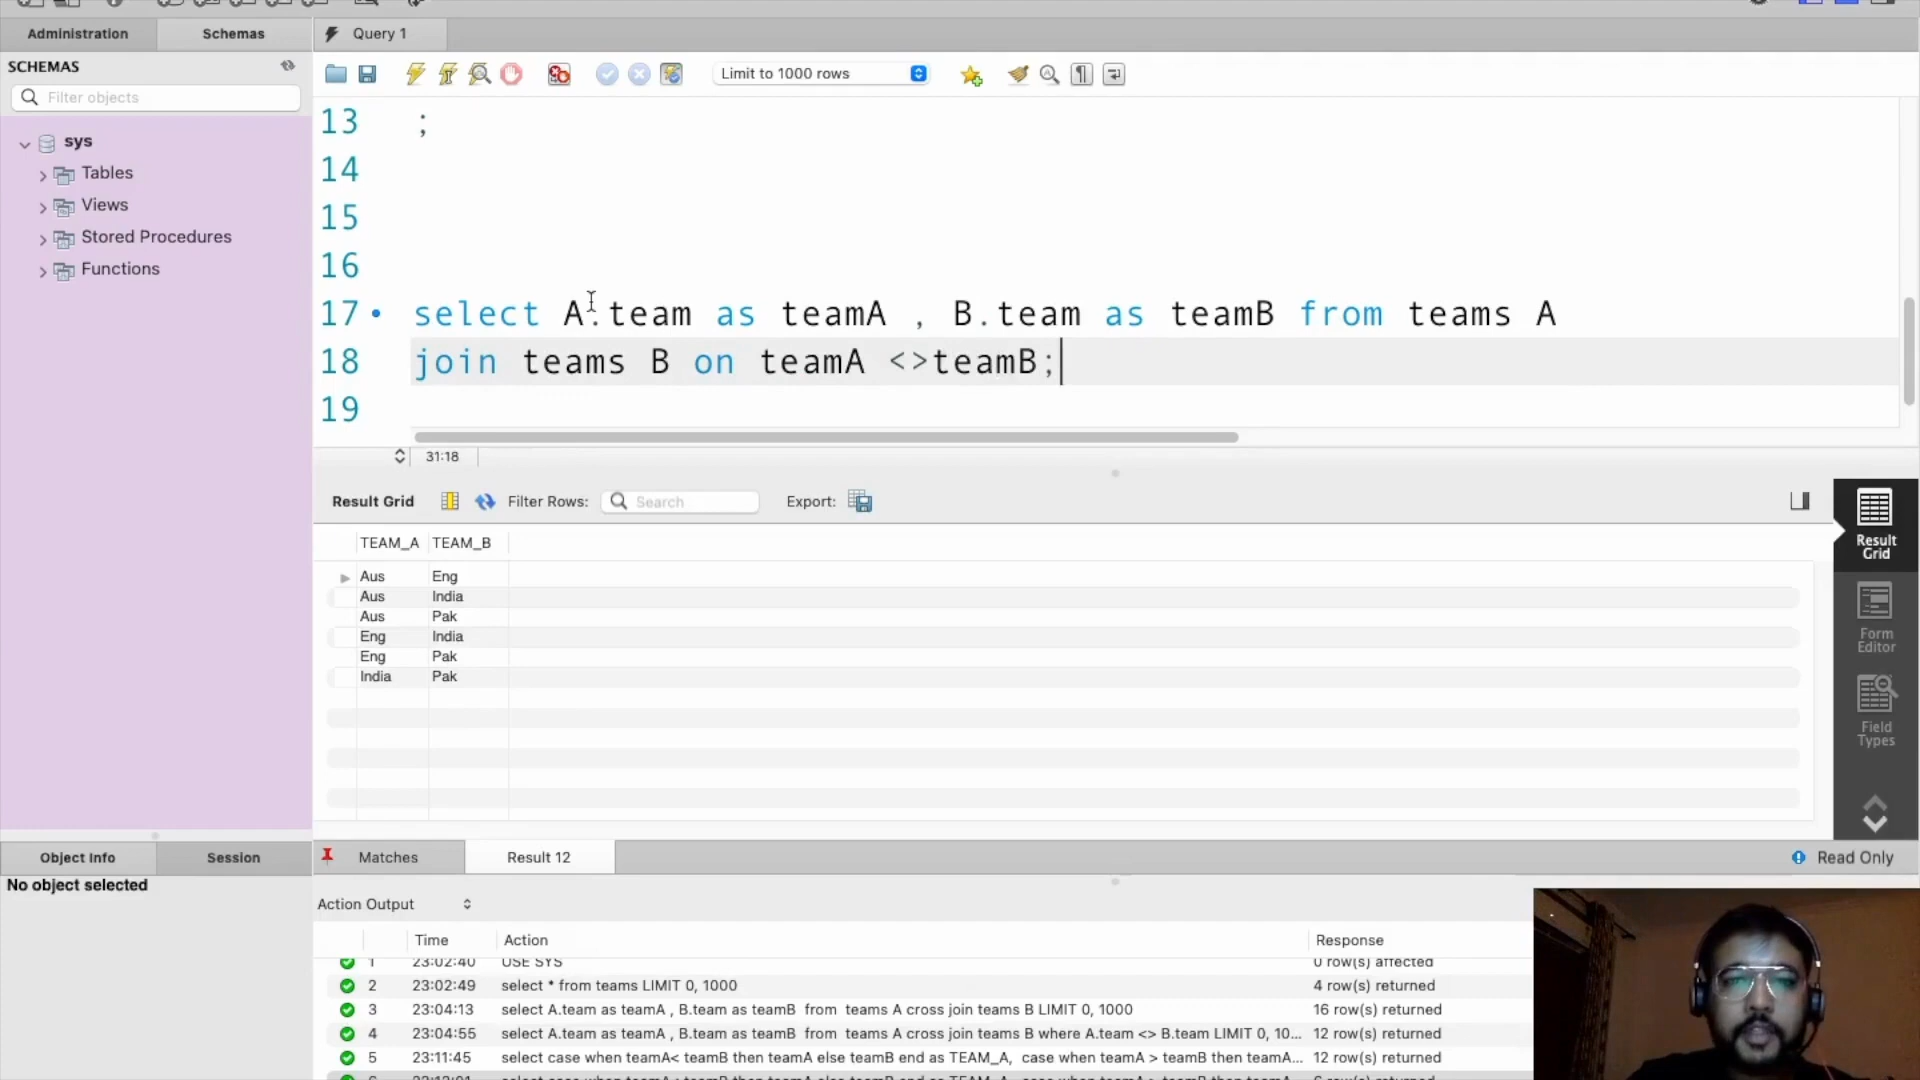 Administration
Schemas
Query 1
SCHEMAS
Filter objects
Limit to 1000 rows
sys
Tables
Views
Stored Procedures
Functions
13 ;
14
15
16
17 select A.team as teamA , B.team as teamB from teams A
18 join teams B on teamA <>teamB;
19
31:18
Result Grid
Filter Rows:
Search
Export:
TEAM_A TEAM_B
Aus Eng
Aus India
Aus Pak
Eng India
Eng Pak
India Pak
Result Grid
Form Editor
Field Types
Object Info
Session
No object selected
Matches
Result 12
Read Only
Action Output
Time Action Response
1 23:02:40 USE SYS 0 row(s) affected
2 23:02:49 select * from teams LIMIT 0, 1000 4 row(s) returned
3 23:04:13 select A.team as teamA , B.team as teamB from teams A cross join teams B LIMIT 0, 1000 16 row(s) returned
4 23:04:55 select A.team as teamA , B.team as teamB from teams A cross join teams B where A.team <> B.team LIMIT 0, 10... 12 row(s) returned
5 23:11:45 select case when teamA< teamB then teamA else teamB end as TEAM_A, case when teamA > teamB then teamA... 12 row(s) returned